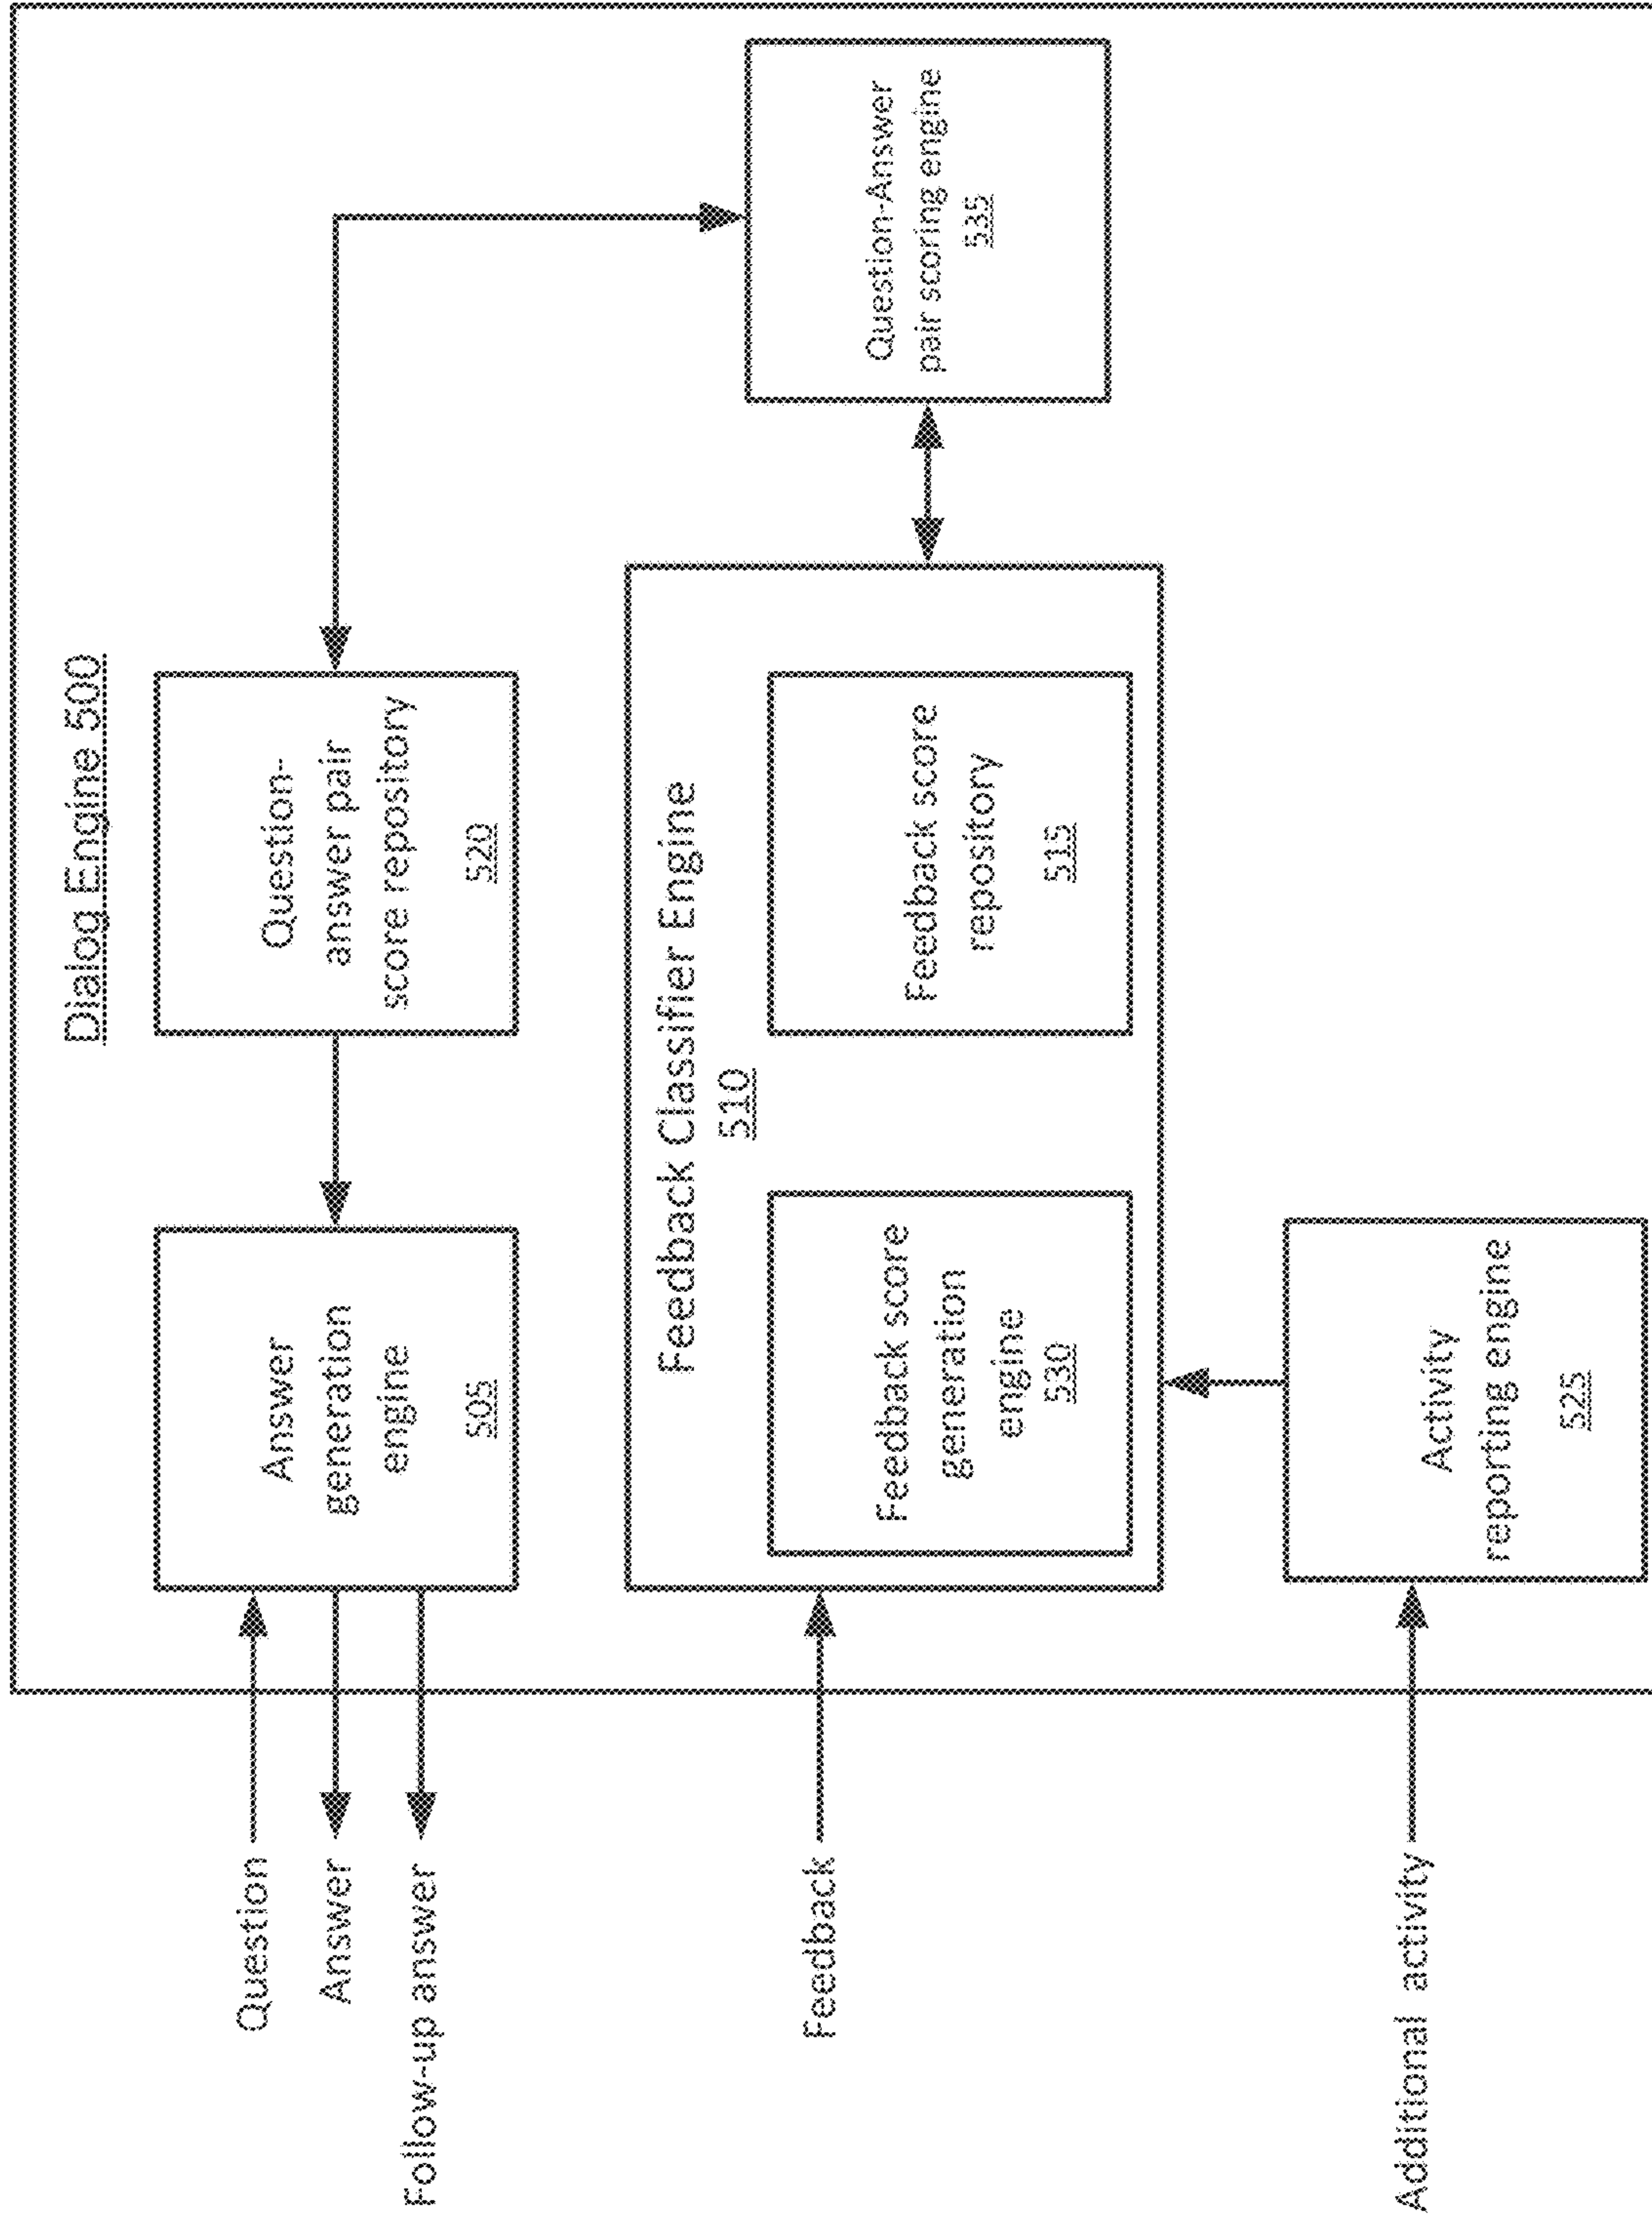 Dialog Engine 500
Question
Answer
Follow-up answer
Answer
generation
engine
505
Question-
answer pair
score repository
520
Feedback
Feedback Classifier Engine
510
Feedback score
generation
engine
530
Feedback score
repository
515
Question-Answer
pair scoring engine
535
Additional activity
Activity
reporting engine
525